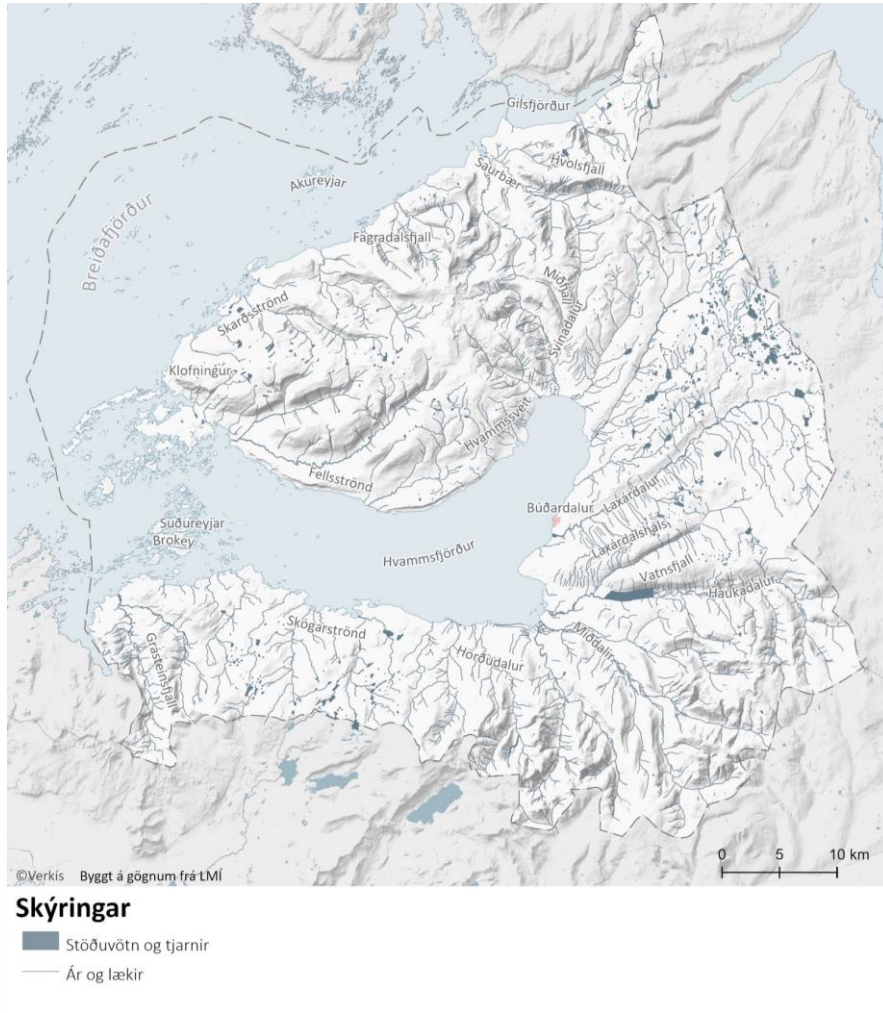 Gilsfjörður
Hvolsfjall
Saurbær
Akureyjar
Breiðafjörður
Fagradalsfjall
Miðfjall
Svínadalur
Skarðsströnd
Klofningur
Hvammssveit
Fellsströnd
Búðardalur
Laxárdalur
Suðureyjar
Brokey
Laxárdalsháls
Hvammsfjörður
Vatnsfjall
Haukadalur
Skógarströnd
Miðdalir
Hörðudalur
Grásteinsfjall
0 5 10 km
©Verkís Byggt á gögnum frá LMÍ
Skýringar
Stöðuvötn og tjarnir
Ár og lækir